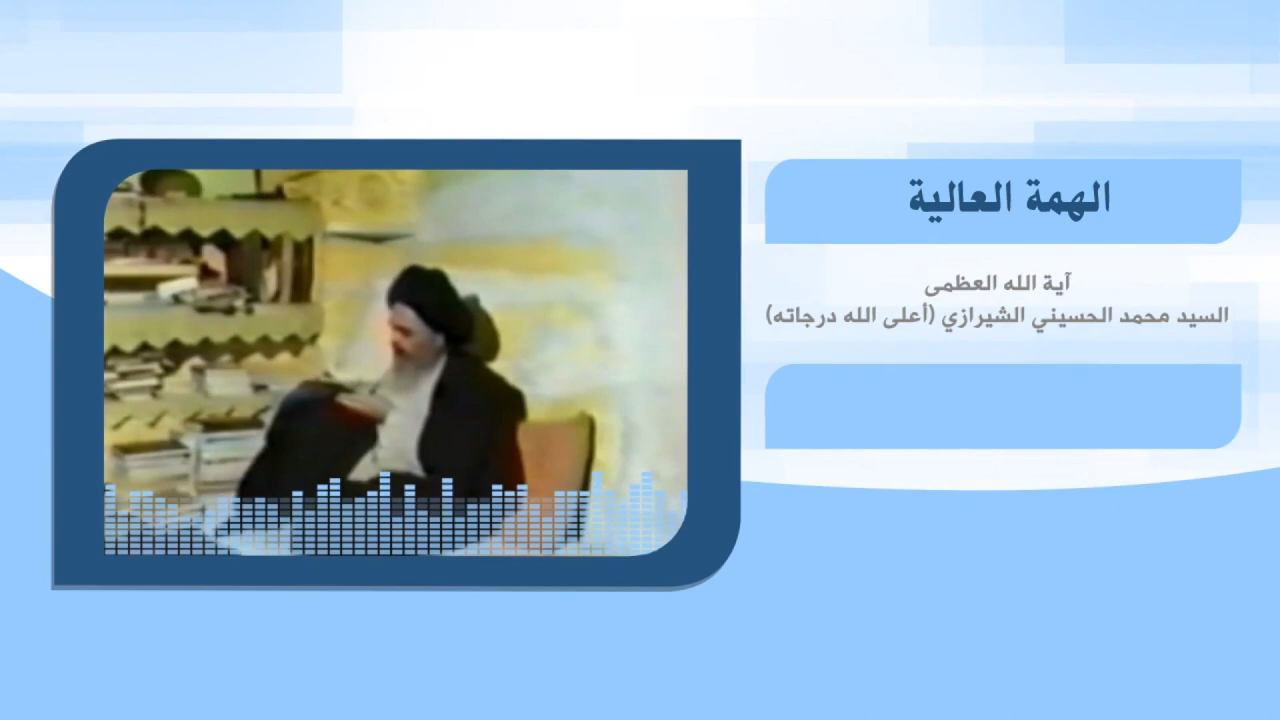 الهمة العالية
آية الله العظمى
السيد محمد الحسيني الشيرازي (أعلى الله درجاته)